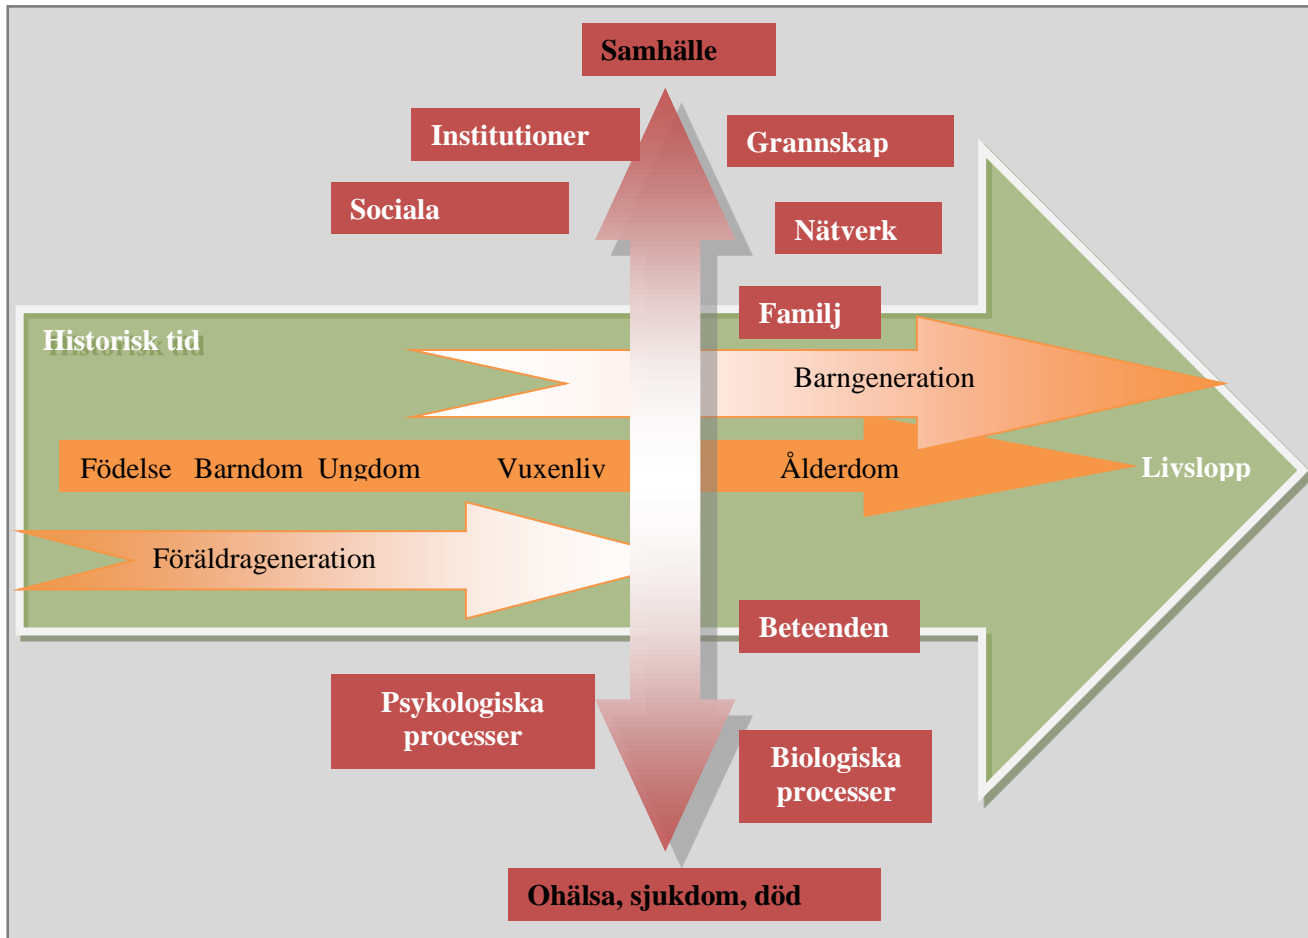 Samhälle
Institutioner
Grannskap
Sociala
Nätverk
Familj
Historisk tid
Barngeneration
Födelse Barndom Ungdom Vuxenliv Ålderdom Livslopp
Föräldrageneration
Beteenden
Psykologiska
processer
Biologiska
processer
Ohälsa, sjukdom, död